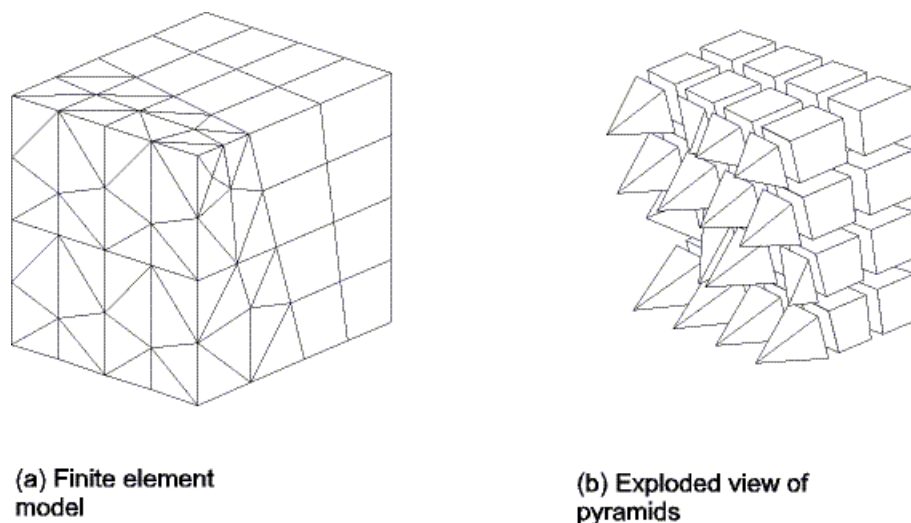 (a) Finite element
model
(b) Exploded view of
pyramids